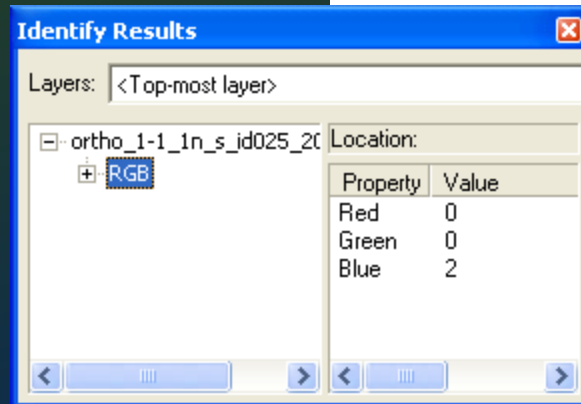 Identify Results
Layers: <Top-most layer>
ortho_1-1_1n_s_id025_20
RGB
Location:
Property Value
Red 0
Green 0
Blue 2